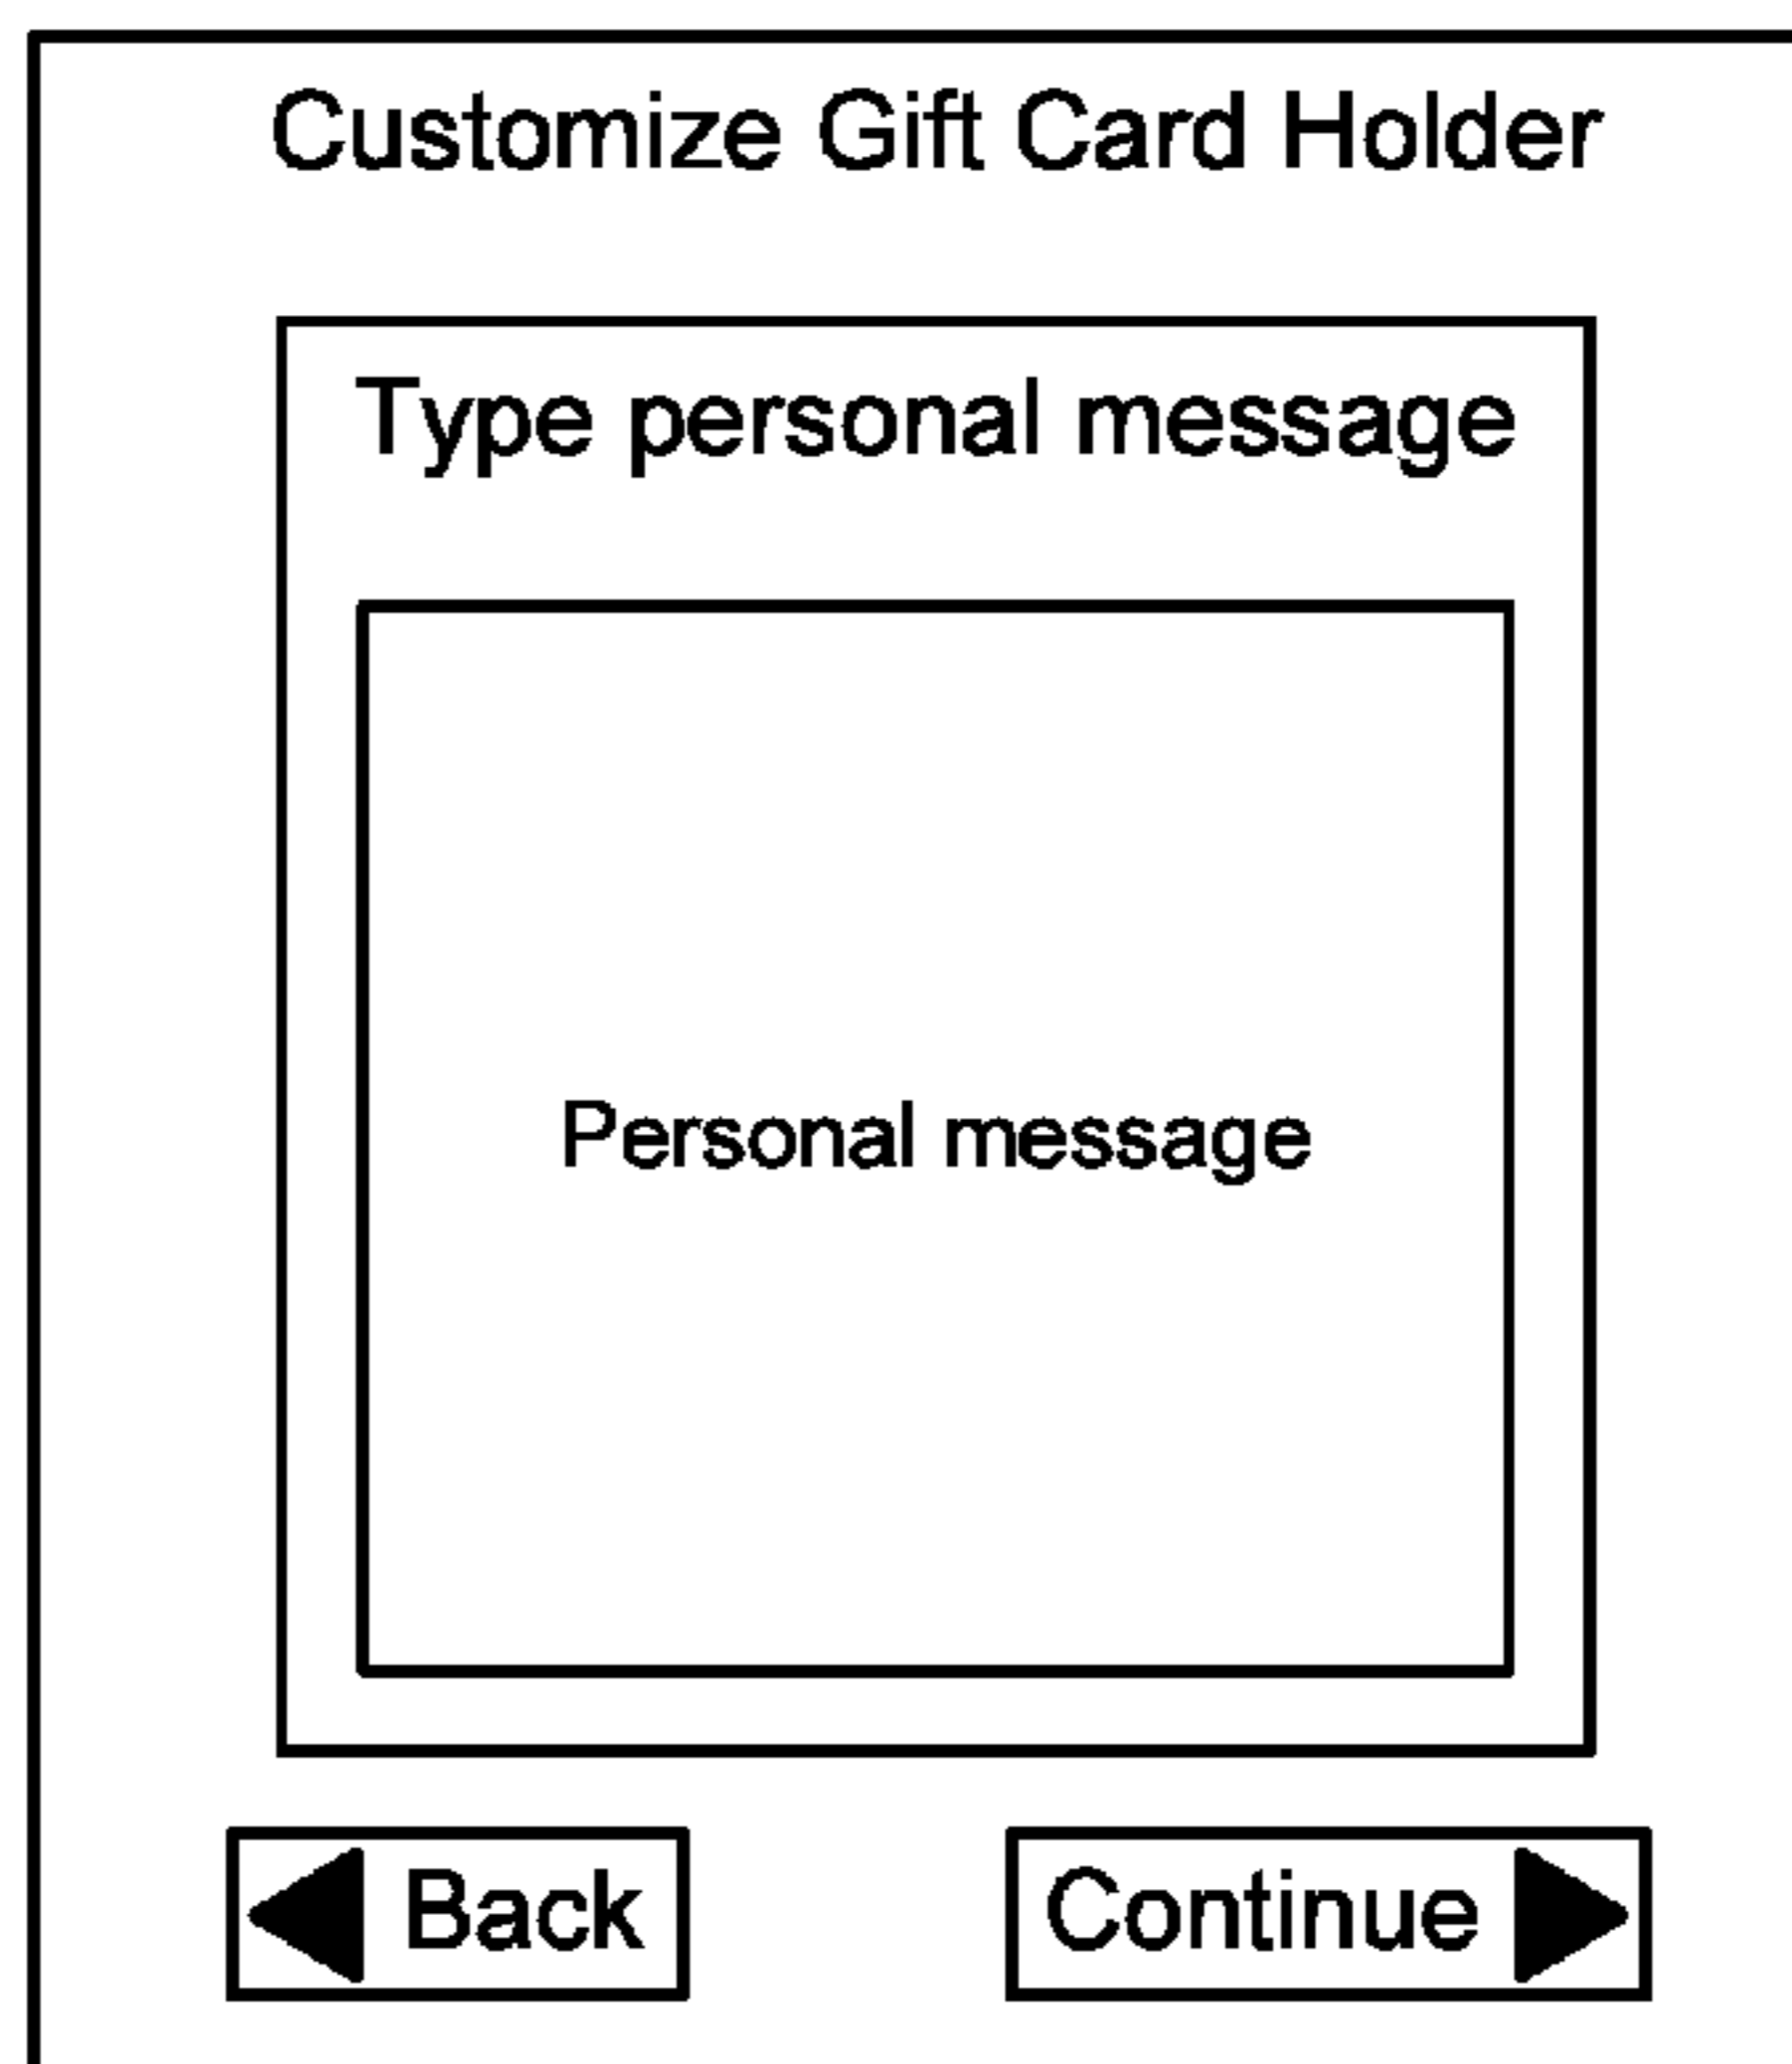 Customize Gift Card Holder
Type personal message
Personal message
Back
Continue